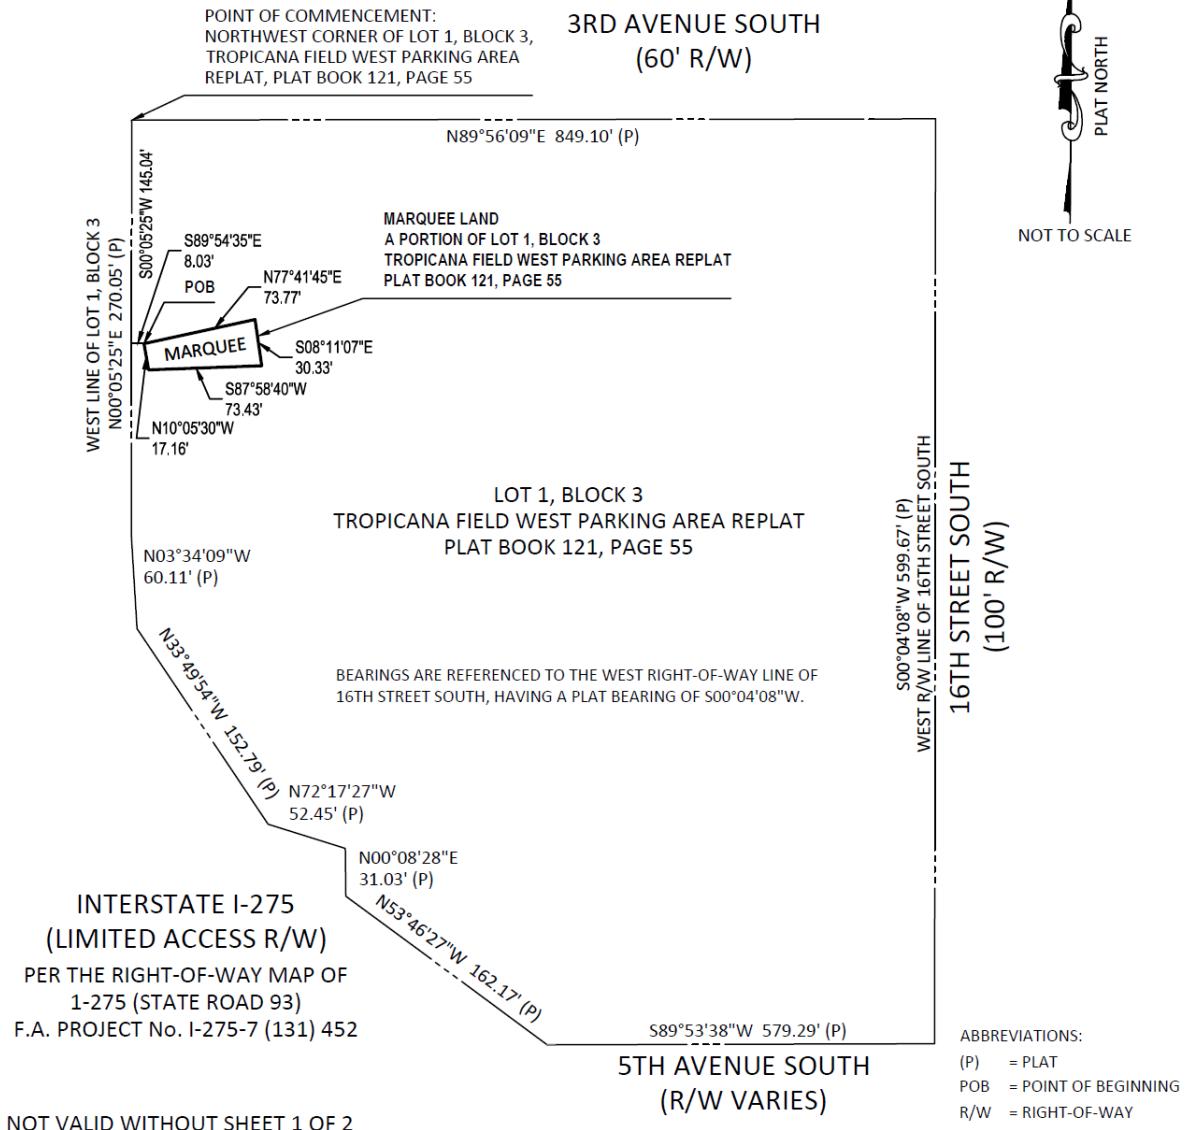 POINT OF COMMENCEMENT:
NORTHWEST CORNER OF LOT 1, BLOCK 3,
TROPICANA FIELD WEST PARKING AREA
REPLAT, PLAT BOOK 121, PAGE 55
3RD AVENUE SOUTH
(60' R/W)
PLAT NORTH
NOT TO SCALE
N89°56'09"E 849.10' (P)
S00°05'25"W 145.04'
WEST LINE OF LOT 1, BLOCK 3
N00°05'25"E 270.05' (P)
S89°54'35"E
8.03'
POB
N77°41'45"E
73.77'
MARQUEE LAND
A PORTION OF LOT 1, BLOCK 3
TROPICANA FIELD WEST PARKING AREA REPLAT
PLAT BOOK 121, PAGE 55
MARQUEE
S08°11'07"E
30.33'
S87°58'40"W
73.43'
N10°05'30"W
17.16'
LOT 1, BLOCK 3
TROPICANA FIELD WEST PARKING AREA REPLAT
PLAT BOOK 121, PAGE 55
S00°04'08"W 599.67' (P)
WEST R/W LINE OF 16TH STREET SOUTH
16TH STREET SOUTH
(100' R/W)
N03°34'09"W
60.11' (P)
N33°49'54"W 152.79' (P)
BEARINGS ARE REFERENCED TO THE WEST RIGHT-OF-WAY LINE OF
16TH STREET SOUTH, HAVING A PLAT BEARING OF S00°04'08"W.
N72°17'27"W
52.45' (P)
N00°08'28"E
31.03' (P)
N53°46'27"W 162.17' (P)
INTERSTATE I-275
(LIMITED ACCESS R/W)
PER THE RIGHT-OF-WAY MAP OF
1-275 (STATE ROAD 93)
F.A. PROJECT No. I-275-7 (131) 452
S89°53'38"W 579.29' (P)
5TH AVENUE SOUTH
(R/W VARIES)
ABBREVIATIONS:
(P) = PLAT
POB = POINT OF BEGINNING
R/W = RIGHT-OF-WAY
NOT VALID WITHOUT SHEET 1 OF 2